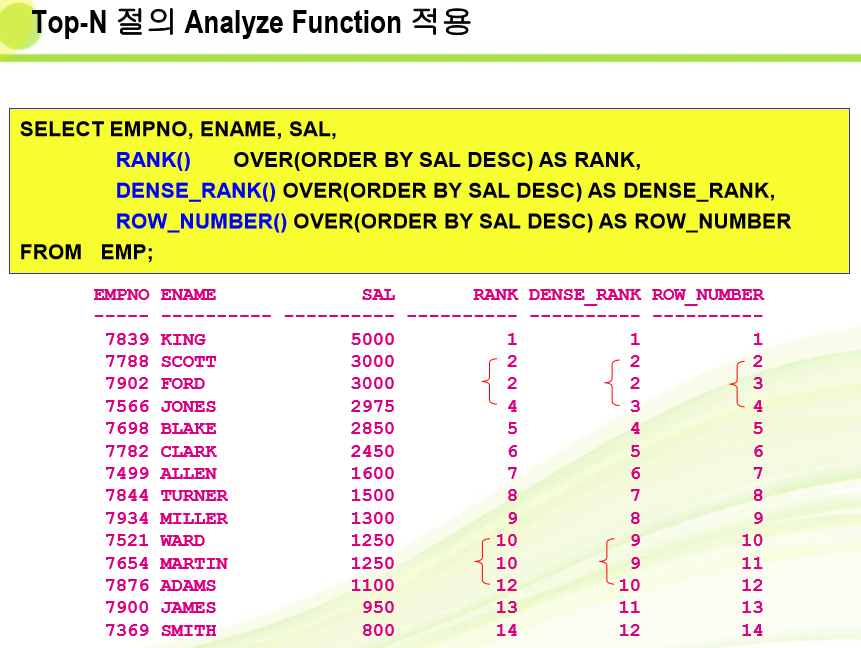 Top-N 절의 Analyze Function 적용
SELECT EMPNO, ENAME, SAL,
RANK() OVER(ORDER BY SAL DESC) AS RANK,
DENSE_RANK() OVER(ORDER BY SAL DESC) AS DENSE_RANK,
ROW_NUMBER() OVER(ORDER BY SAL DESC) AS ROW_NUMBER
FROM EMP;
EMPNO ENAME SAL RANK DENSE_RANK ROW_NUMBER
----- ---------- ---------- ---------- ---------- ----------
7839 KING 5000 1 1 1
7788 SCOTT 3000 2 2 2
7902 FORD 3000 2 2 3
7566 JONES 2975 4 3 4
7698 BLAKE 2850 5 4 5
7782 CLARK 2450 6 5 6
7499 ALLEN 1600 7 6 7
7844 TURNER 1500 8 7 8
7934 MILLER 1300 9 8 9
7521 WARD 1250 10 9 10
7654 MARTIN 1250 10 9 11
7876 ADAMS 1100 12 10 12
7900 JAMES 950 13 11 13
7369 SMITH 800 14 12 14